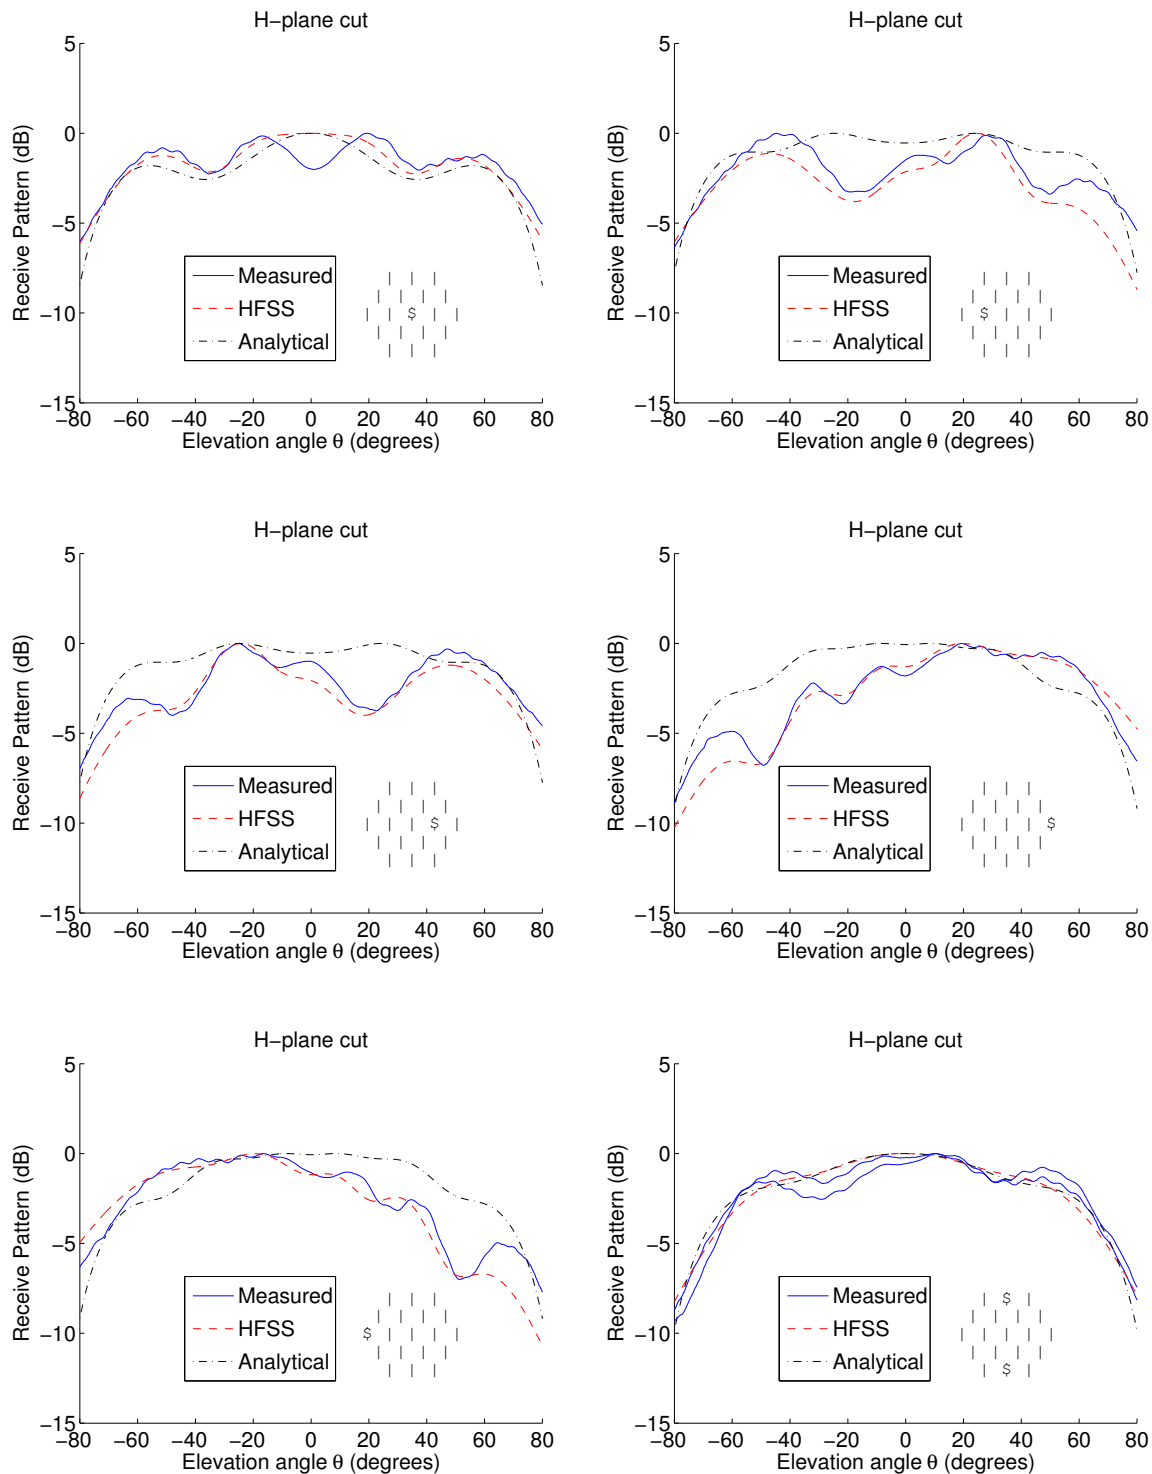 H−plane cut
5
0
−5
−10
−15
Receive Pattern (dB)
Measured
HFSS
Analytical
| | |
| | | |
| | $ | |
| | | |
| | |
−80 −60 −40 −20 0 20 40 60 80
Elevation angle θ (degrees)
H−plane cut
5
0
−5
−10
−15
Receive Pattern (dB)
Measured
HFSS
Analytical
| | |
| | | |
| $ | | |
| | | |
| | |
−80 −60 −40 −20 0 20 40 60 80
Elevation angle θ (degrees)
H−plane cut
5
0
−5
−10
−15
Receive Pattern (dB)
Measured
HFSS
Analytical
| | |
| | | |
| | | $ |
| | | |
| | |
−80 −60 −40 −20 0 20 40 60 80
Elevation angle θ (degrees)
H−plane cut
5
0
−5
−10
−15
Receive Pattern (dB)
Measured
HFSS
Analytical
| | |
| | | |
| | | | $
| | | |
| | |
−80 −60 −40 −20 0 20 40 60 80
Elevation angle θ (degrees)
H−plane cut
5
0
−5
−10
−15
Receive Pattern (dB)
Measured
HFSS
Analytical
| | |
| | | |
$ | | | |
| | | |
| | |
−80 −60 −40 −20 0 20 40 60 80
Elevation angle θ (degrees)
H−plane cut
5
0
−5
−10
−15
Receive Pattern (dB)
Measured
HFSS
Analytical
| $ |
| | | |
| | | | |
| | | |
| $ |
−80 −60 −40 −20 0 20 40 60 80
Elevation angle θ (degrees)